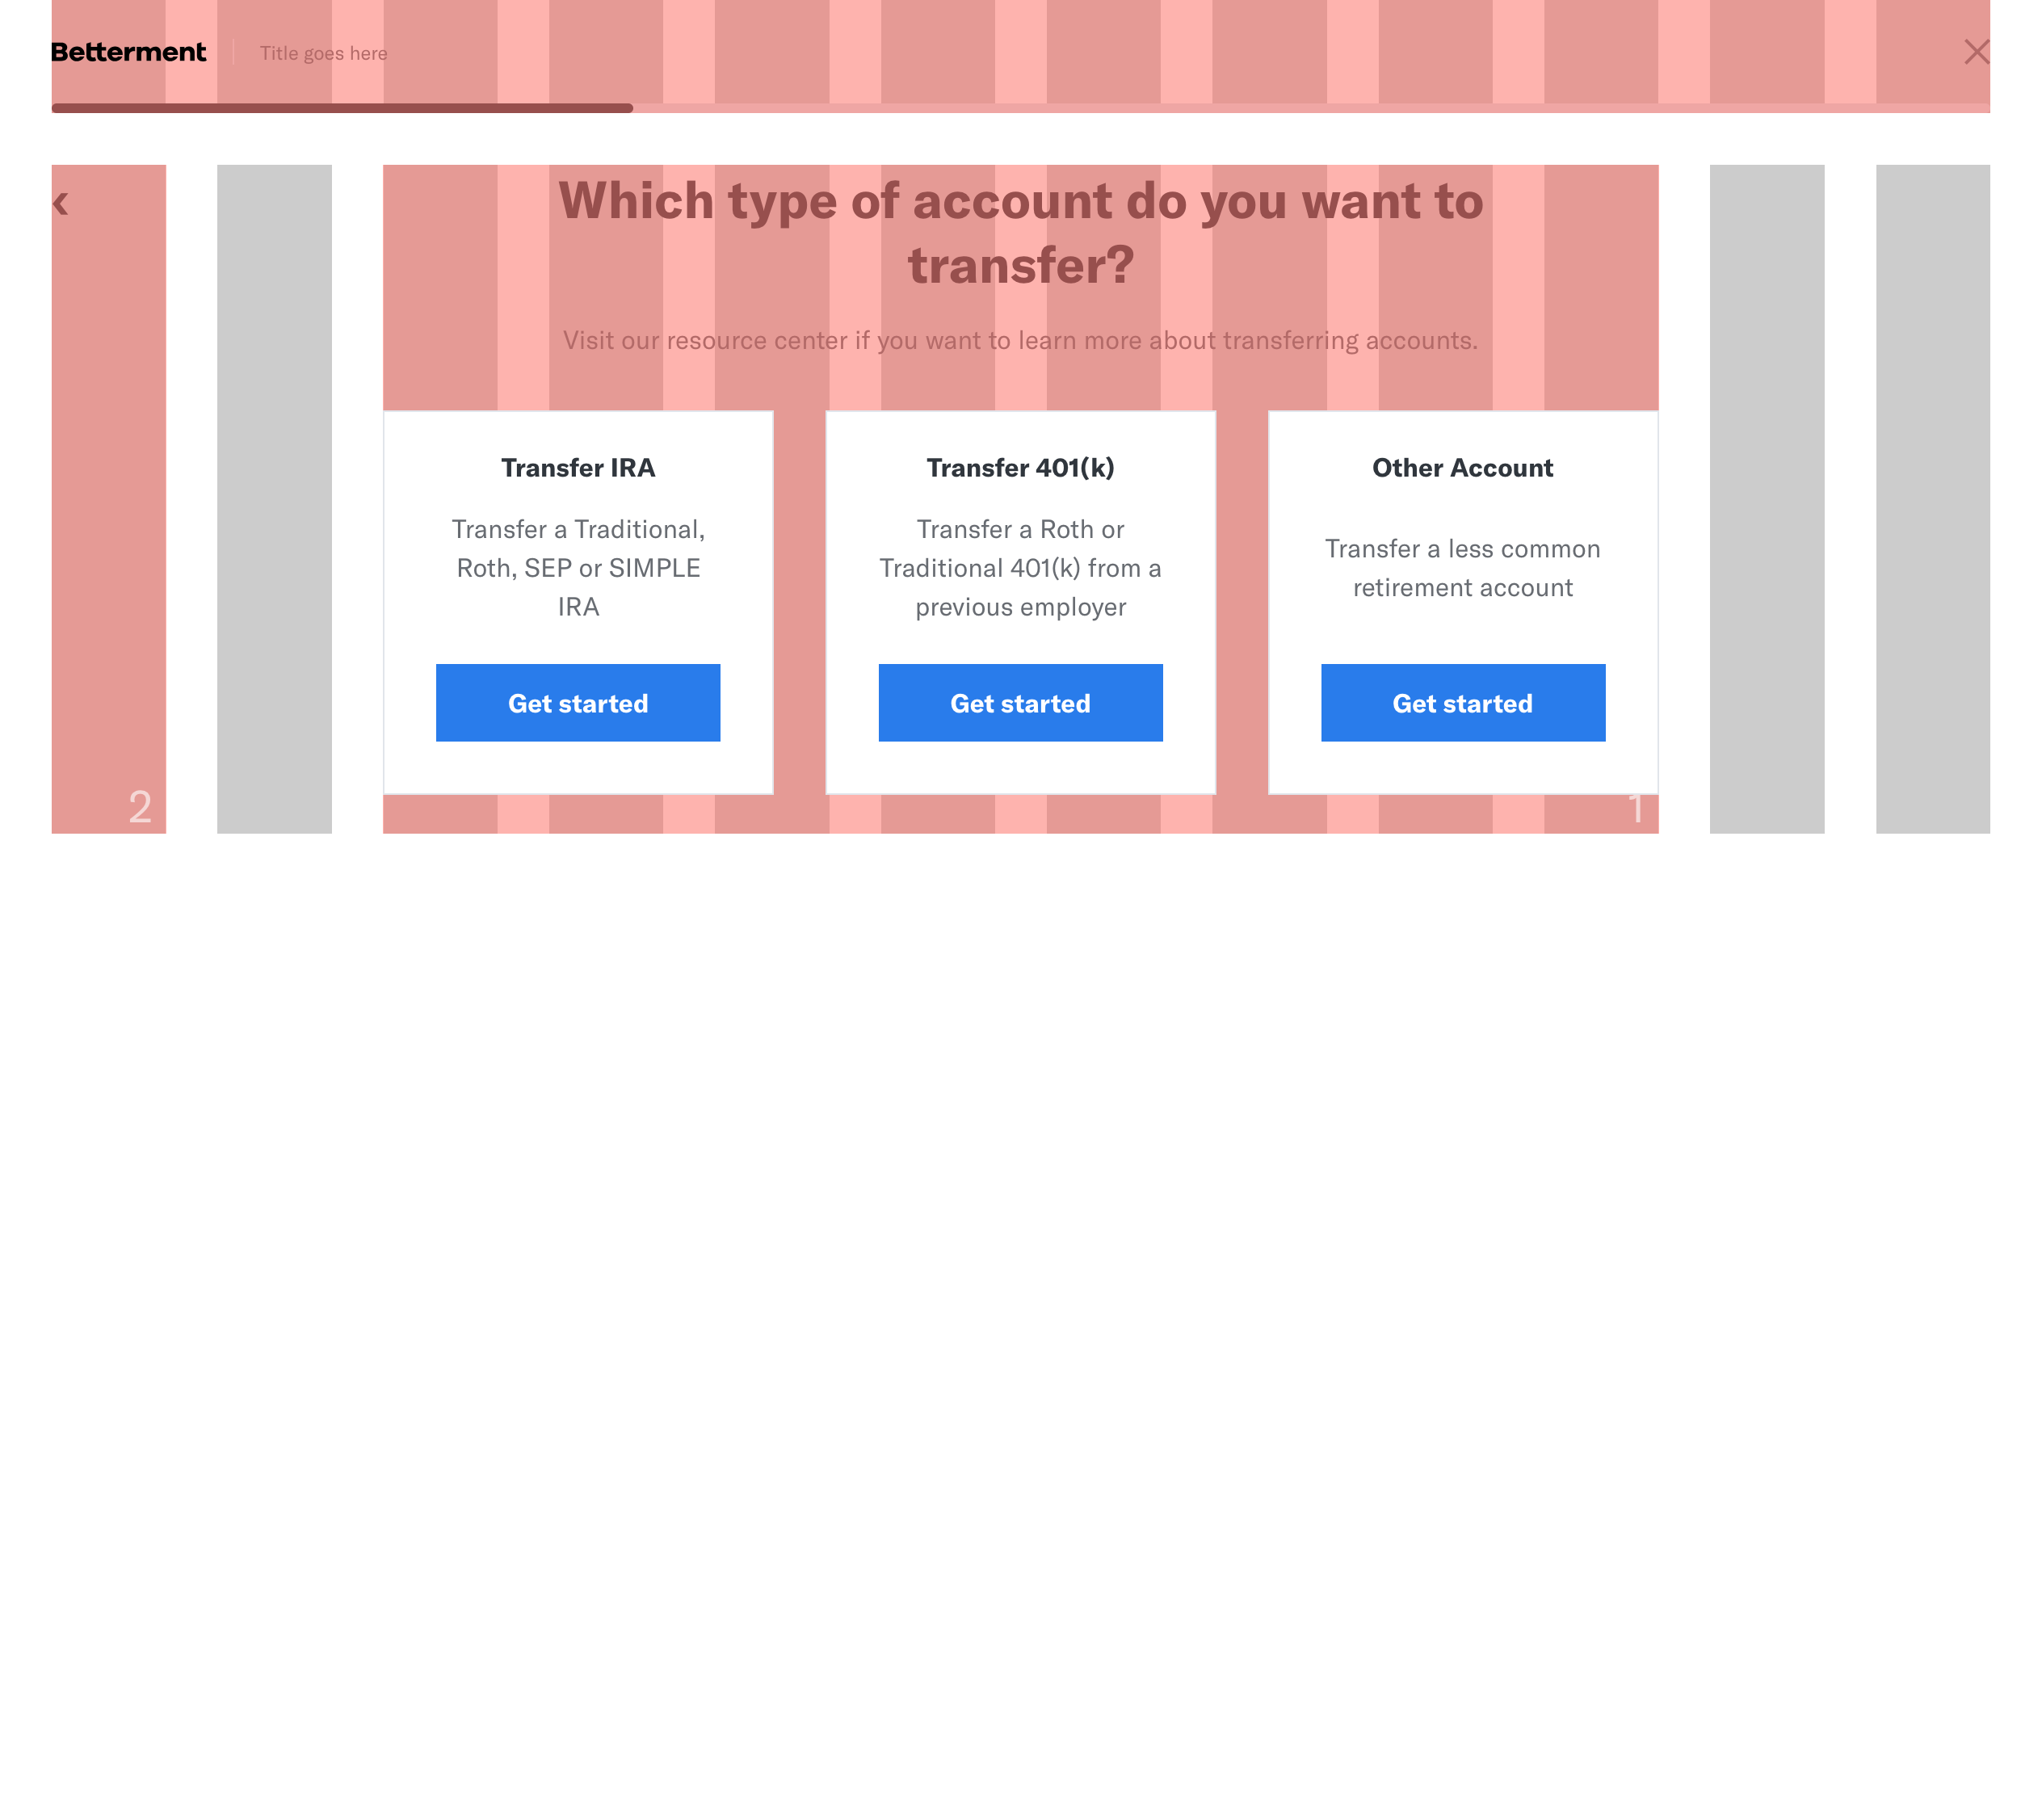 Betterment
Title goes here
Which type of account do you want to
transfer?
Visit our resource center if you want to learn more about transferring accounts.
Transfer IRA
Transfer a Traditional,
Roth, SEP or SIMPLE
IRA
Get started
Transfer 401(k)
Transfer a Roth or
Traditional 401(k) from a
previous employer
Get started
Other Account
Transfer a less common
retirement account
Get started
2
1